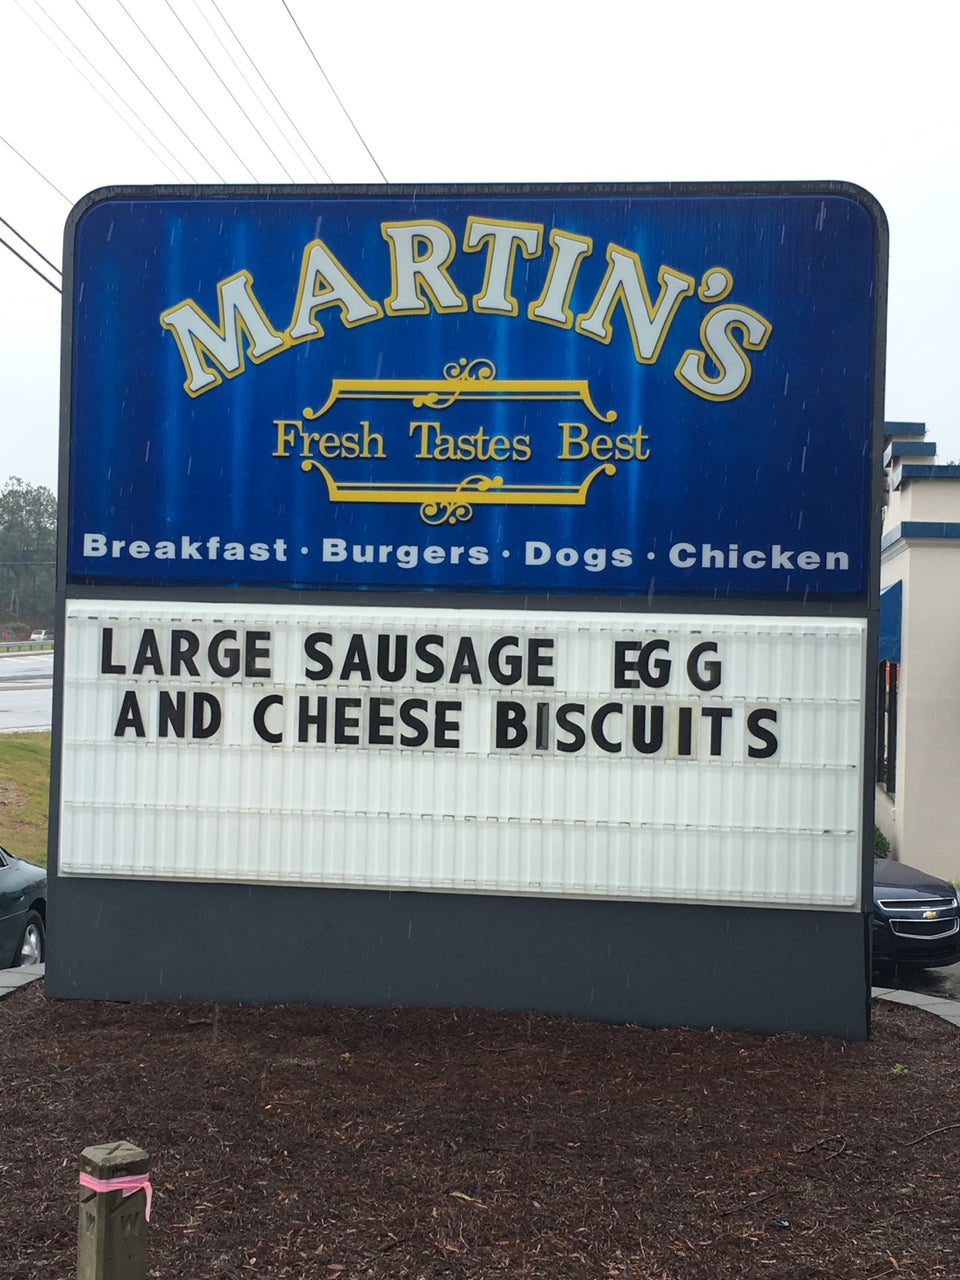 MARTIN'S
Fresh Tastes Best
Breakfast · Burgers · Dogs · Chicken
LARGE SAUSAGE EGG
AND CHEESE BISCUITS